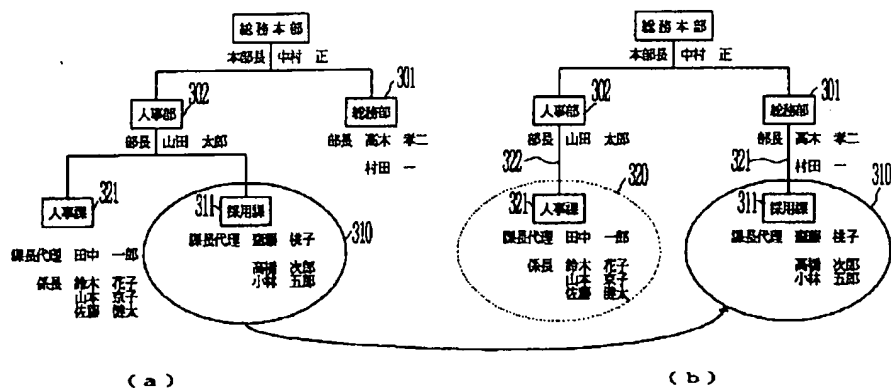 総務本部
本部長 中村 正
302
人事部
部長 山田 太郎
301
総務部
部長 高木 孝二
村田 一
321
人事課
課長代理 田中 一郎
係長 鈴木 花子
山本 京子
佐藤 健太
311
採用課
310
課長代理 斎藤 桃子
高橋 次郎
小林 五郎
(a)
総務本部
本部長 中村 正
302
人事部
部長 山田 太郎
322
301
総務部
部長 高木 孝二
321
村田 一
320
321
人事課
課長代理 田中 一郎
係長 鈴木 花子
山本 京子
佐藤 健太
310
311
採用課
課長代理 斎藤 桃子
高橋 次郎
小林 五郎
(b)